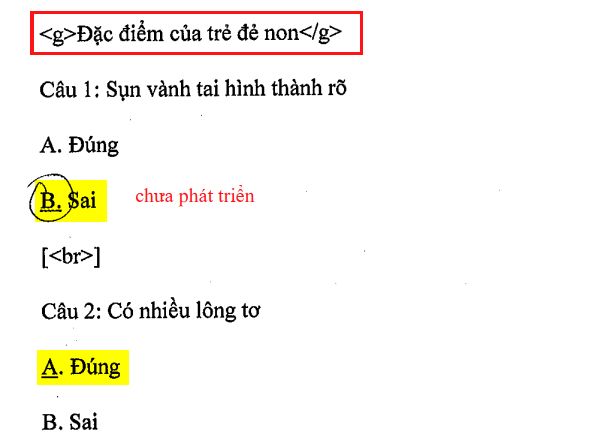 <g>Đặc điểm của trẻ đẻ non</g>
Câu 1: Sụn vành tai hình thành rõ
A. Đúng
B. Sai chưa phát triển
[<br>]
Câu 2: Có nhiều lông tơ
A. Đúng
B. Sai